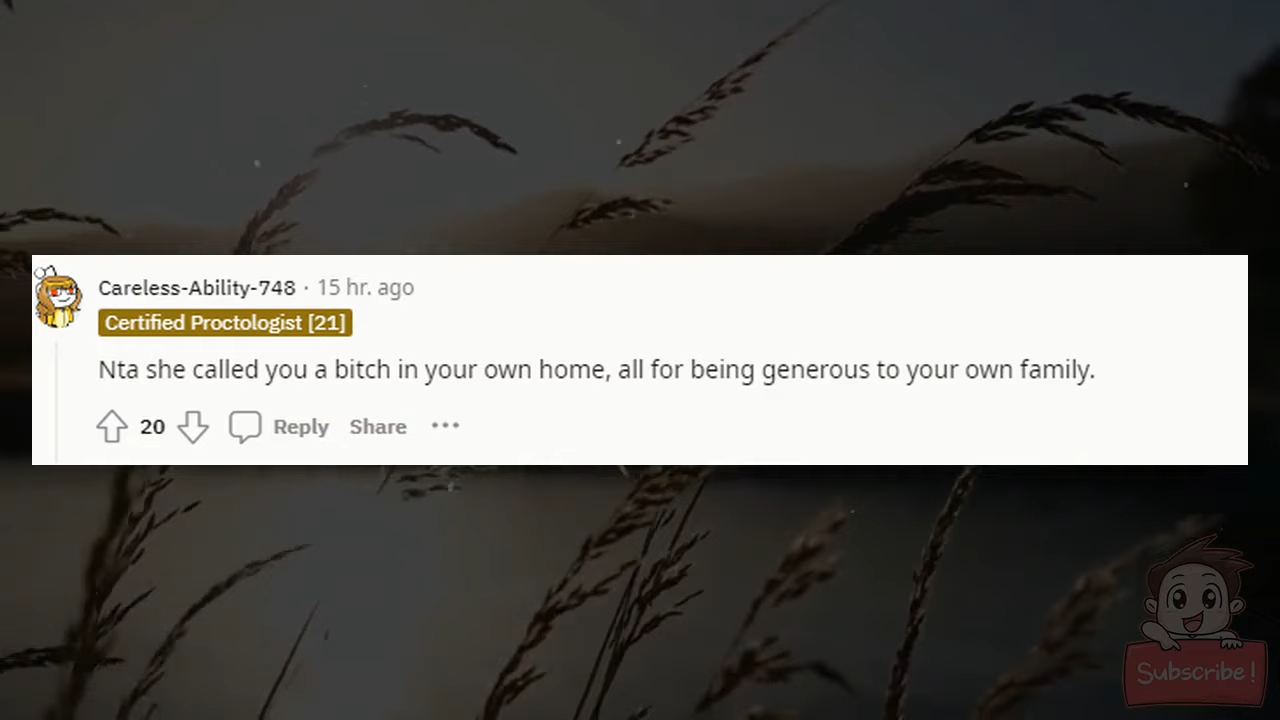 Careless-Ability-748 · 15 hr. ago
Certified Proctologist [21]
Nta she called you a bitch in your own home, all for being generous to your own family.
20 Reply Share ...
Subscribe!